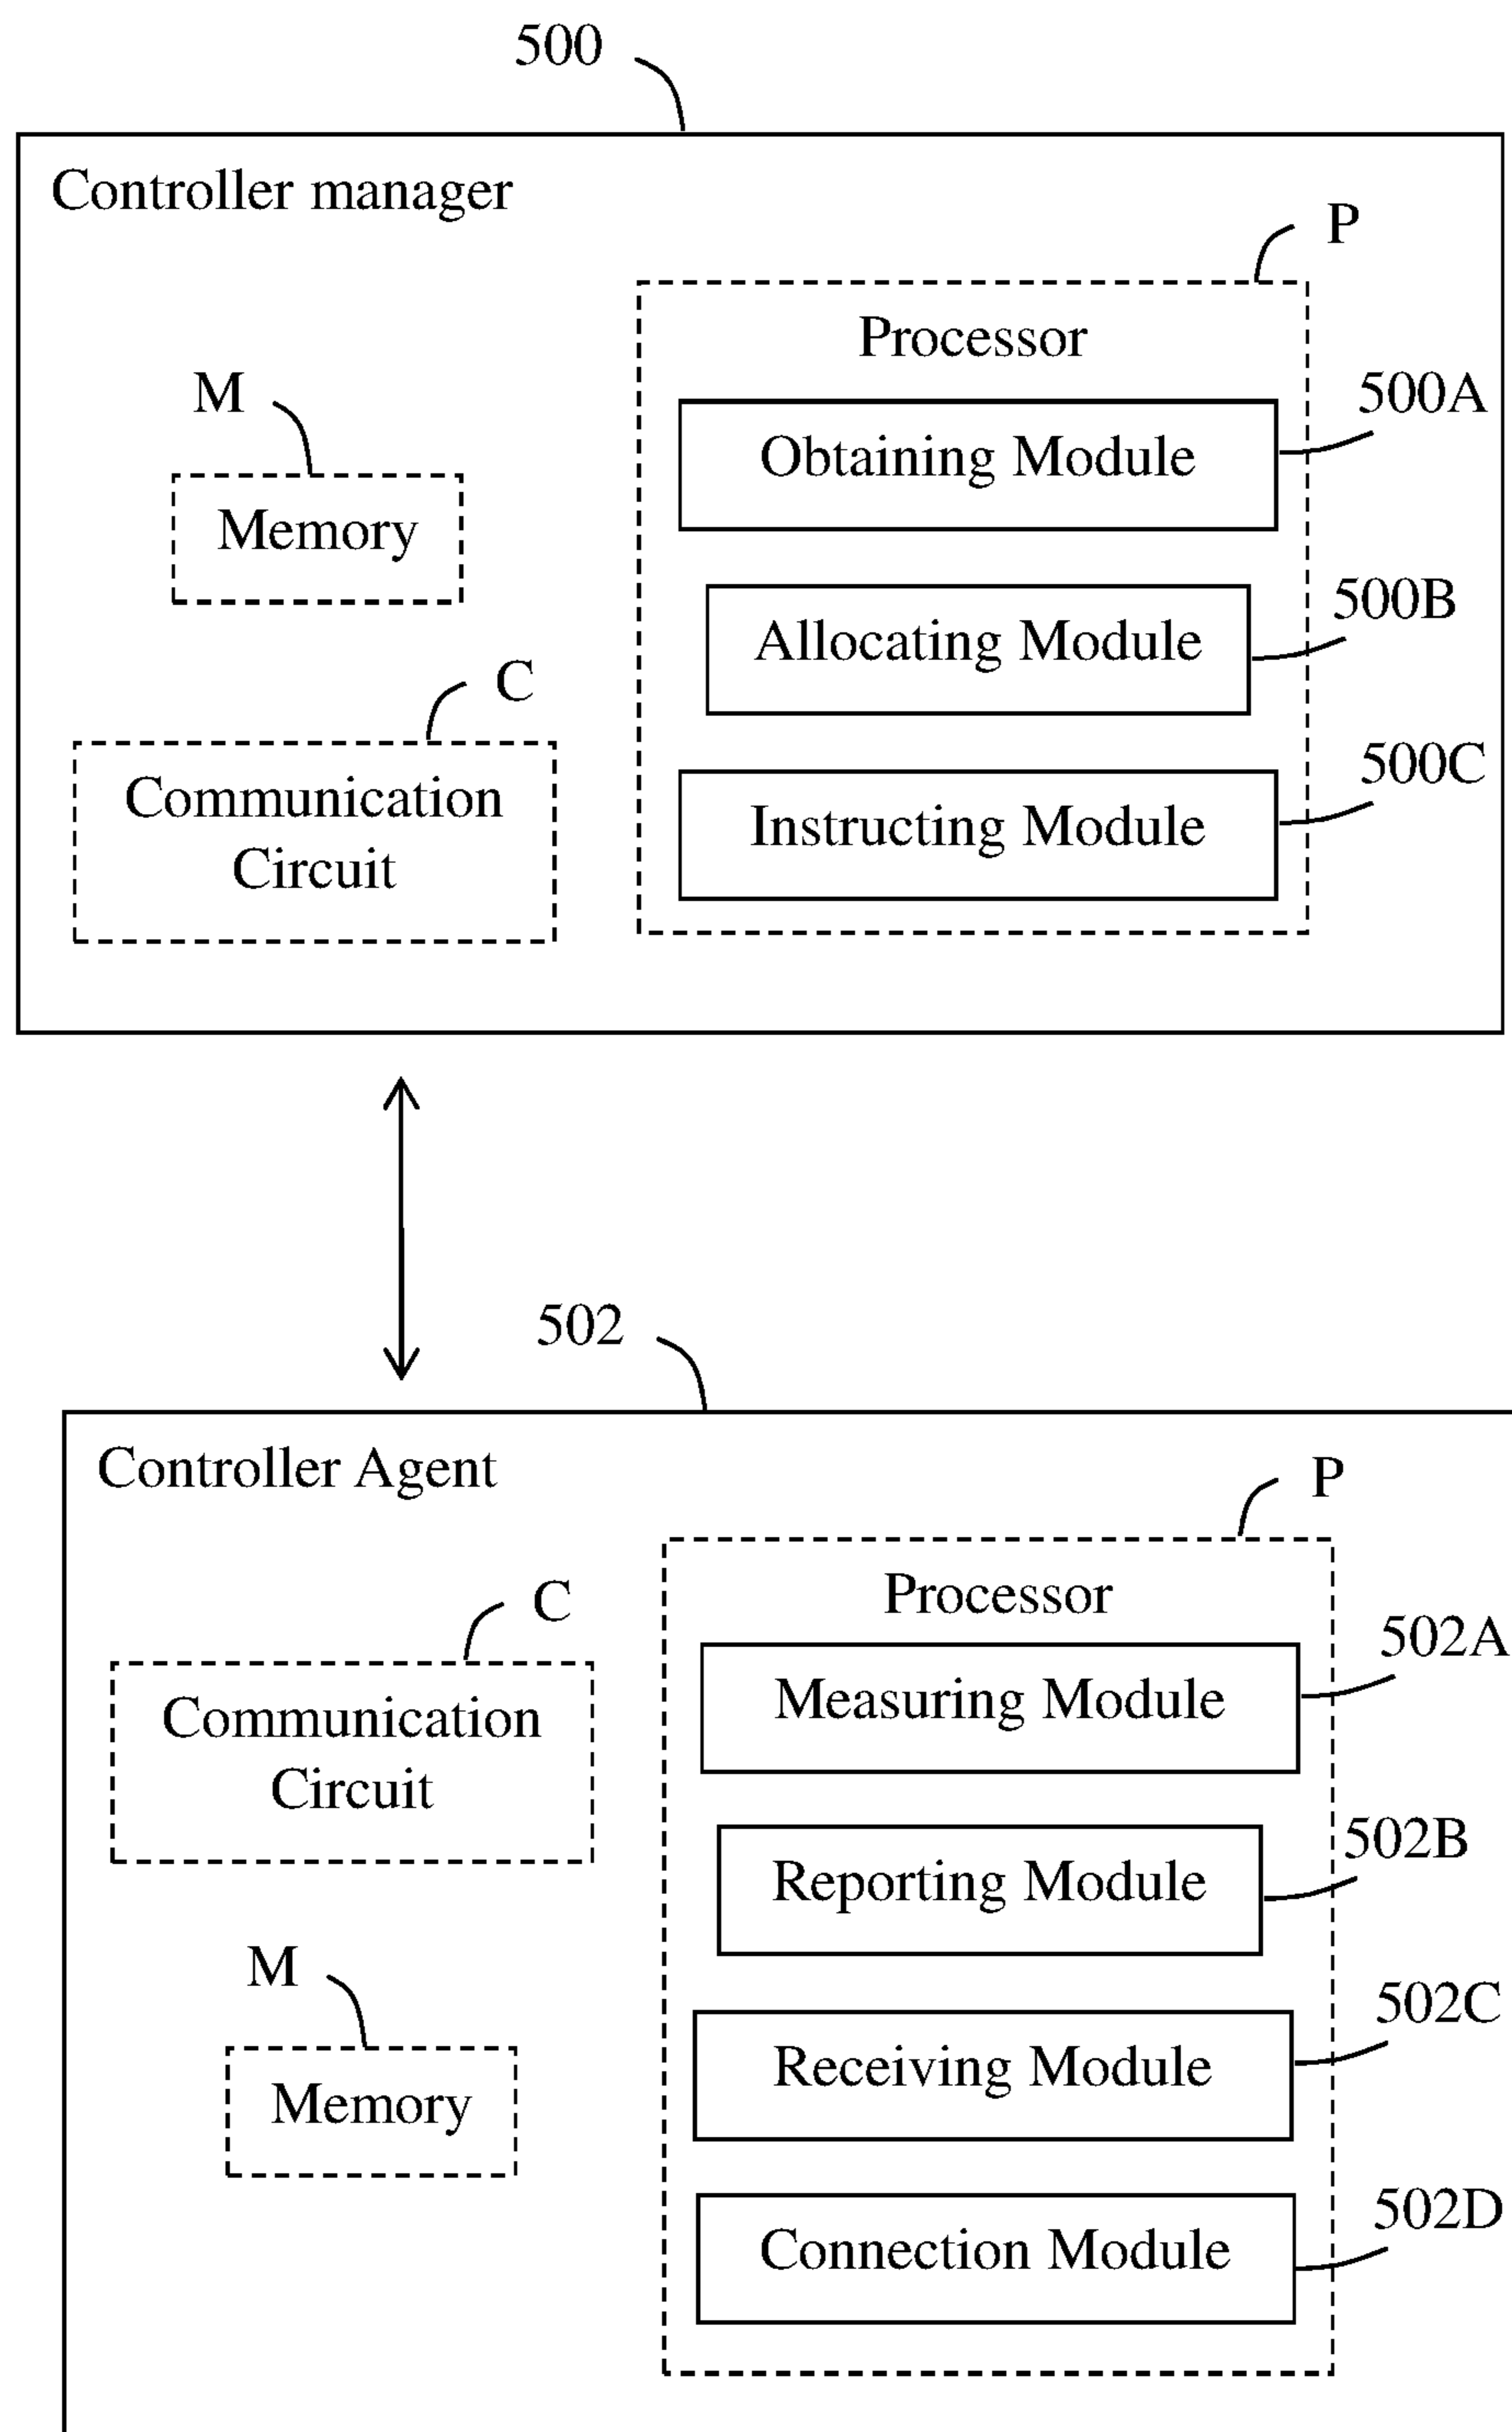 500
Controller manager
P
Processor
M
500A
Obtaining Module
Memory
500B
Allocating Module
C
500C
Communication
Circuit
Instructing Module
502
Controller Agent
P
Processor
C
502A
Measuring Module
Communication
Circuit
502B
Reporting Module
M
502C
Receiving Module
Memory
502D
Connection Module